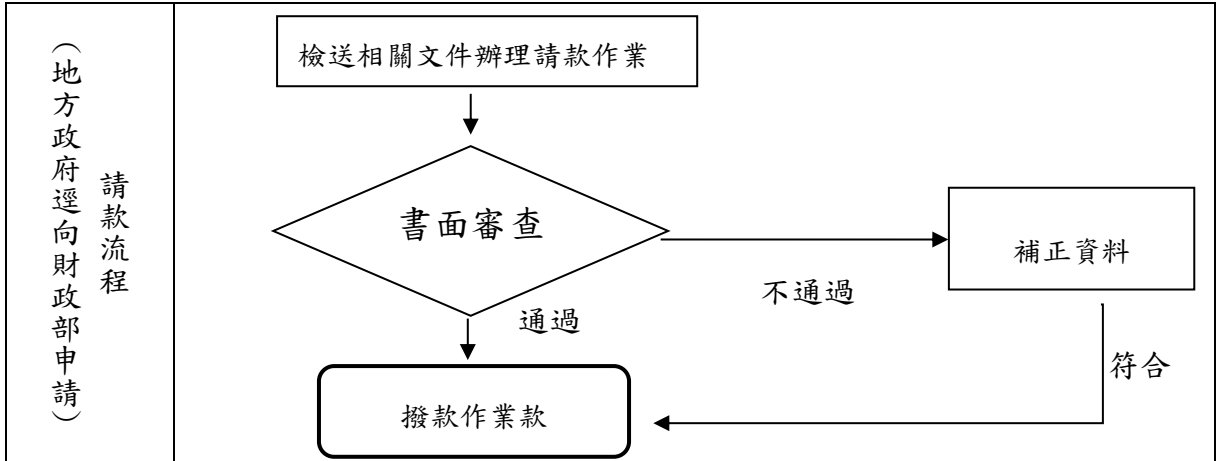 請款流程
（地方政府逕向財政部申請）
檢送相關文件辦理請款作業
書面審查
補正資料
不通過
通過
符合
撥款作業款